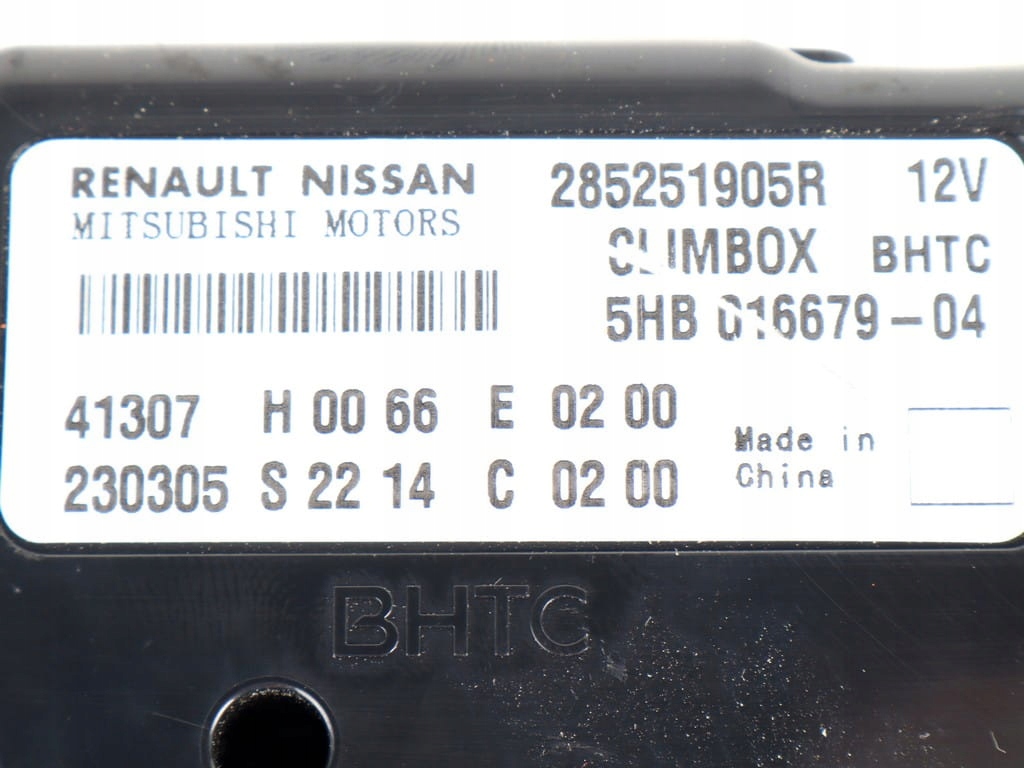 RENAULT NISSAN
MITSUBISHI MOTORS
285251905R 12V
CLIMBOX BHTC
5HB 016679-04
41307 H 00 66 E 02 00
230305 S 22 14 C 02 00
Made in
China
BHTC